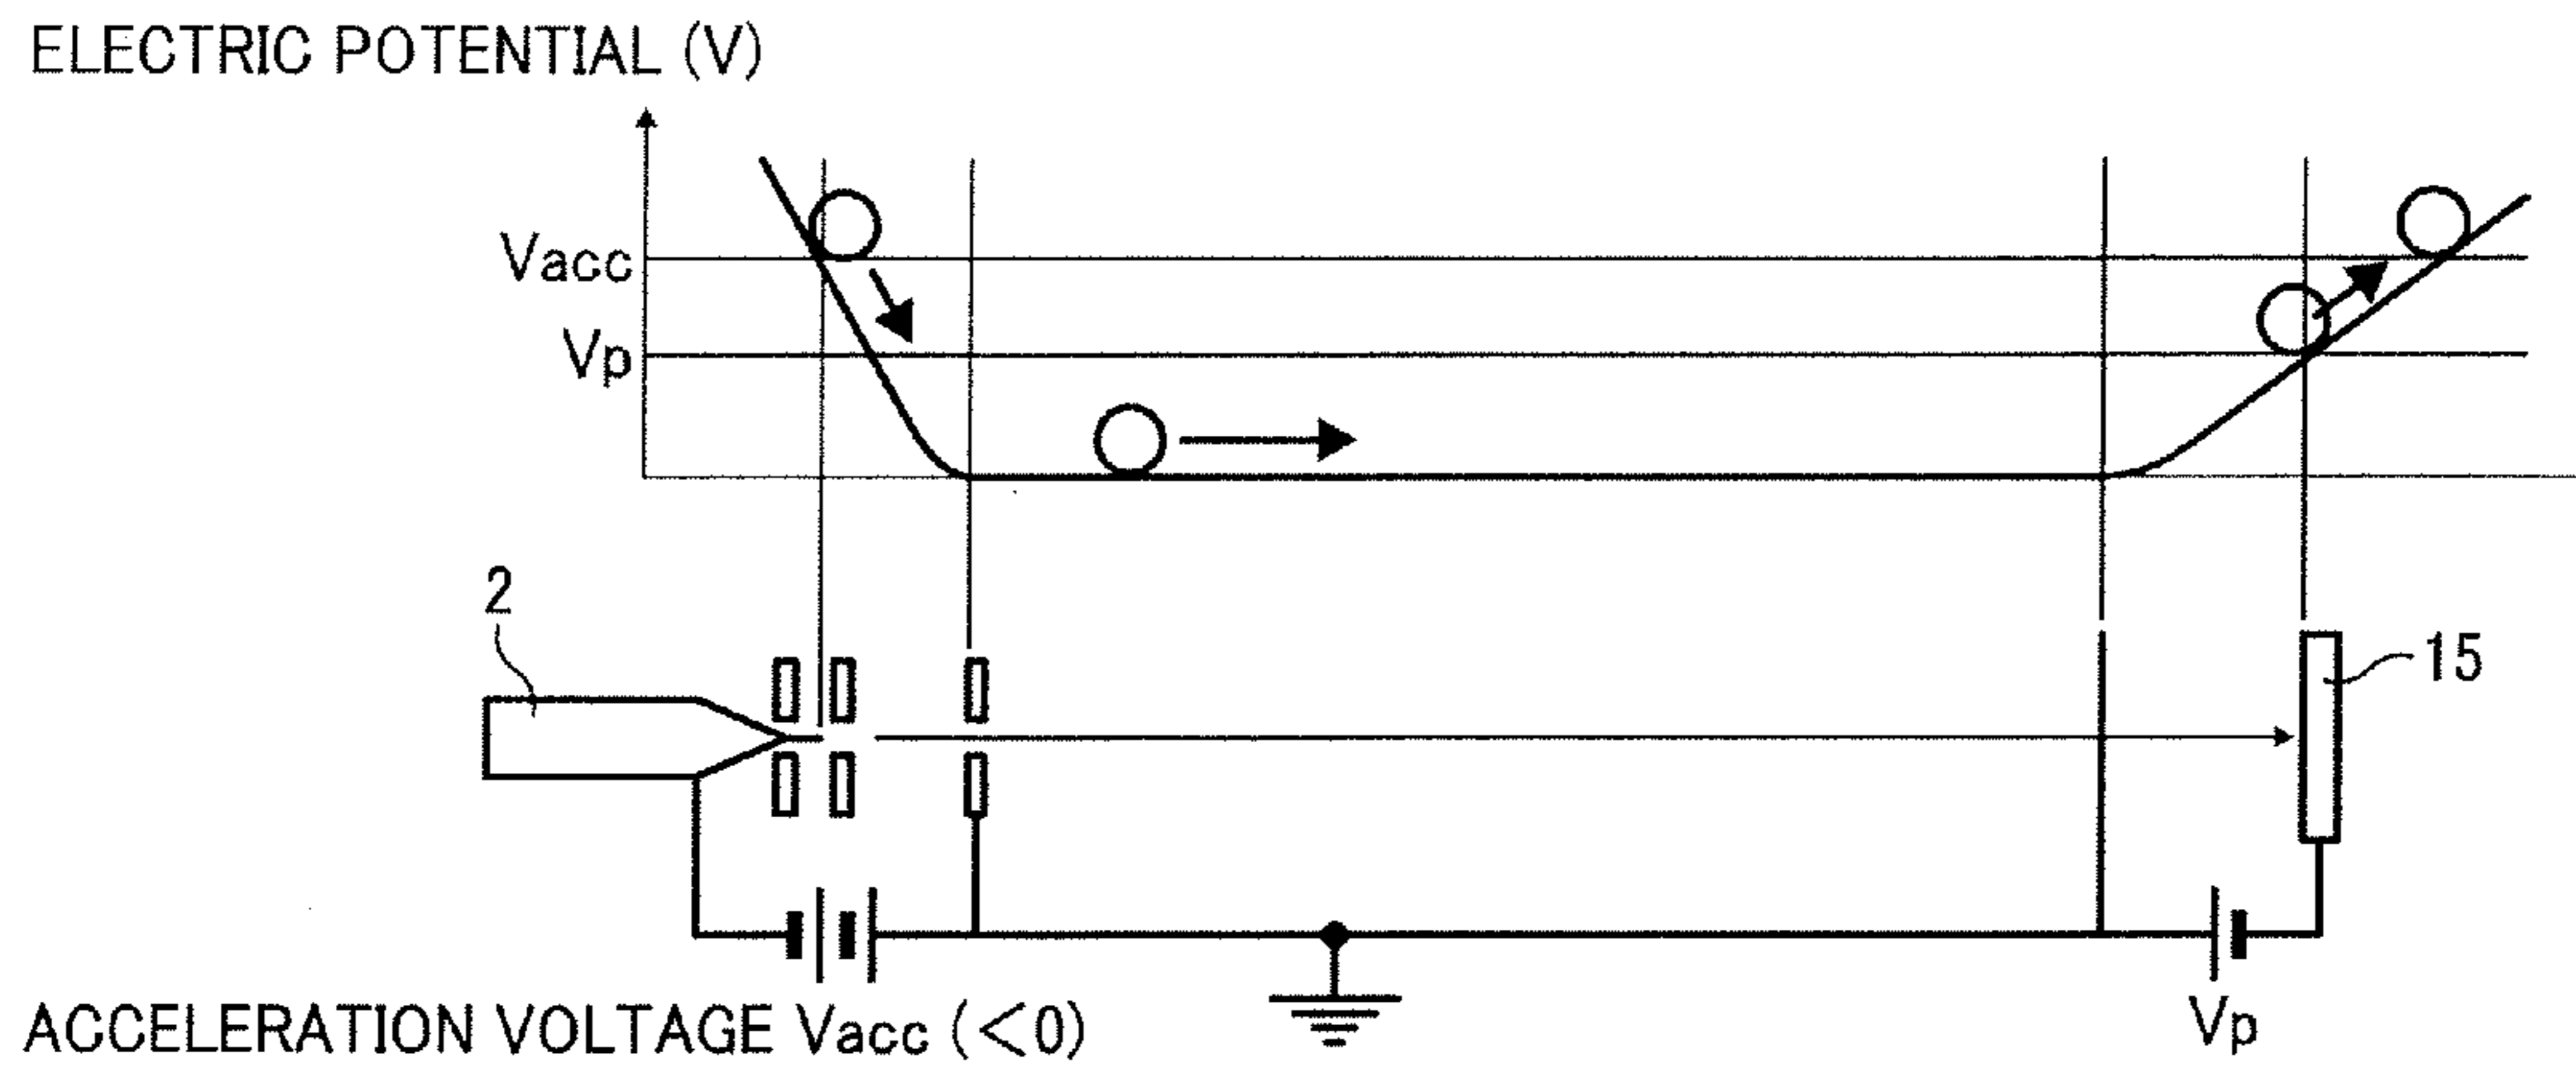 ELECTRIC POTENTIAL (V)
Vacc
Vp
2
15
ACCELERATION VOLTAGE Vacc (<0)
Vp